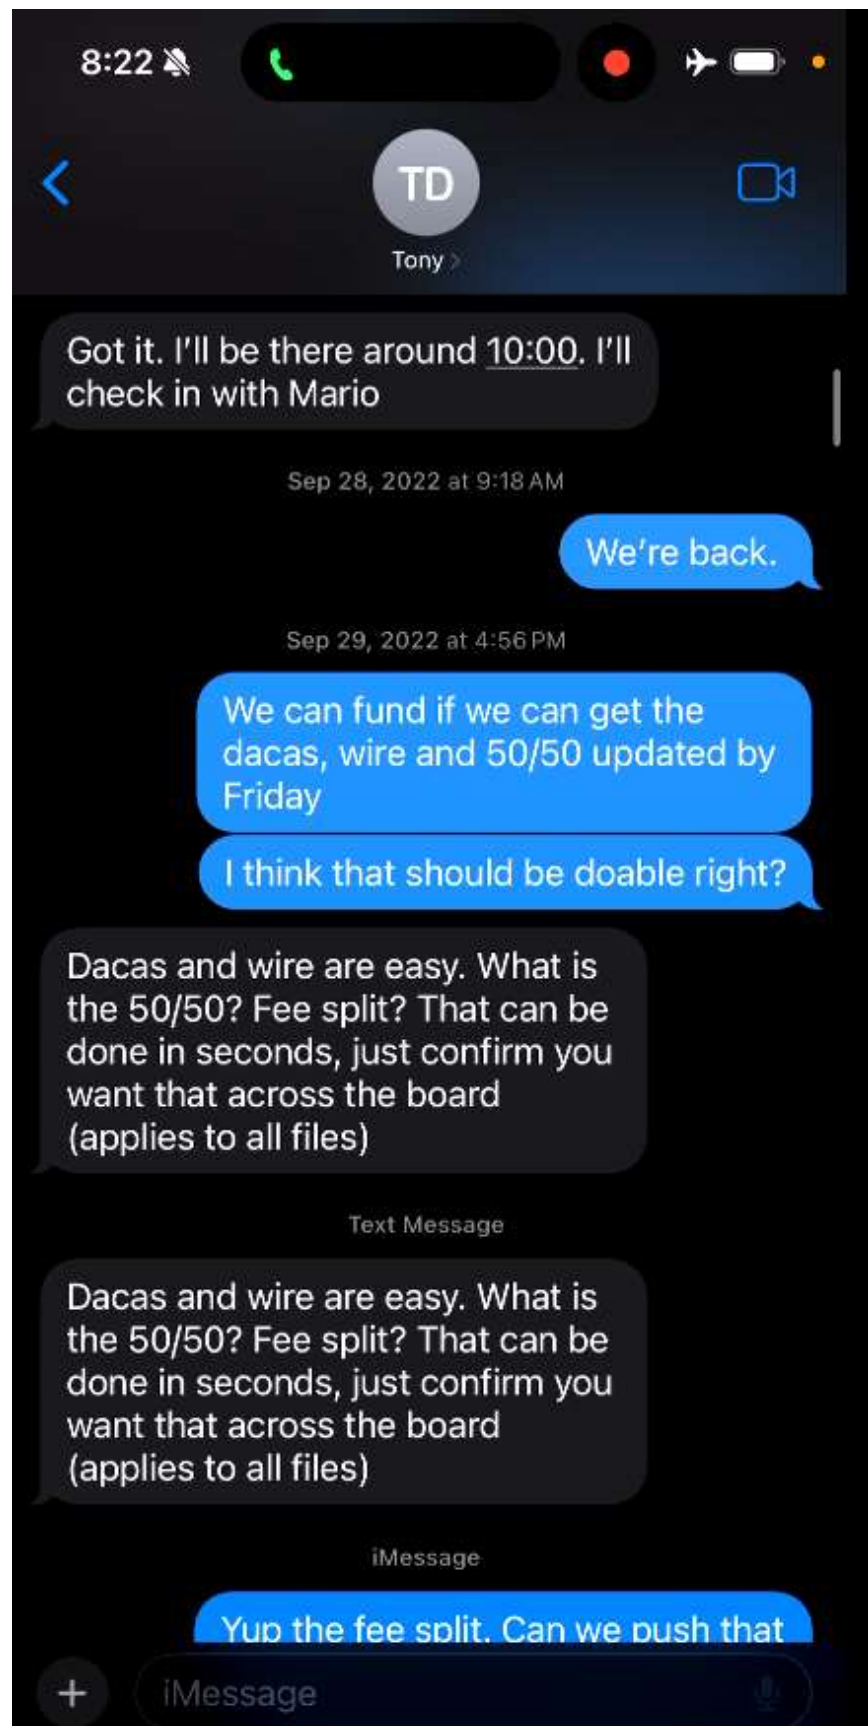 8:22
TD
Tony
Got it. I'll be there around 10:00. I'll
check in with Mario
Sep 28, 2022 at 9:18 AM
We're back.
Sep 29, 2022 at 4:56 PM
We can fund if we can get the
dacas, wire and 50/50 updated by
Friday
I think that should be doable right?
Dacas and wire are easy. What is
the 50/50? Fee split? That can be
done in seconds, just confirm you
want that across the board
(applies to all files)
Text Message
Dacas and wire are easy. What is
the 50/50? Fee split? That can be
done in seconds, just confirm you
want that across the board
(applies to all files)
iMessage
Yup the fee split. Can we push that
iMessage